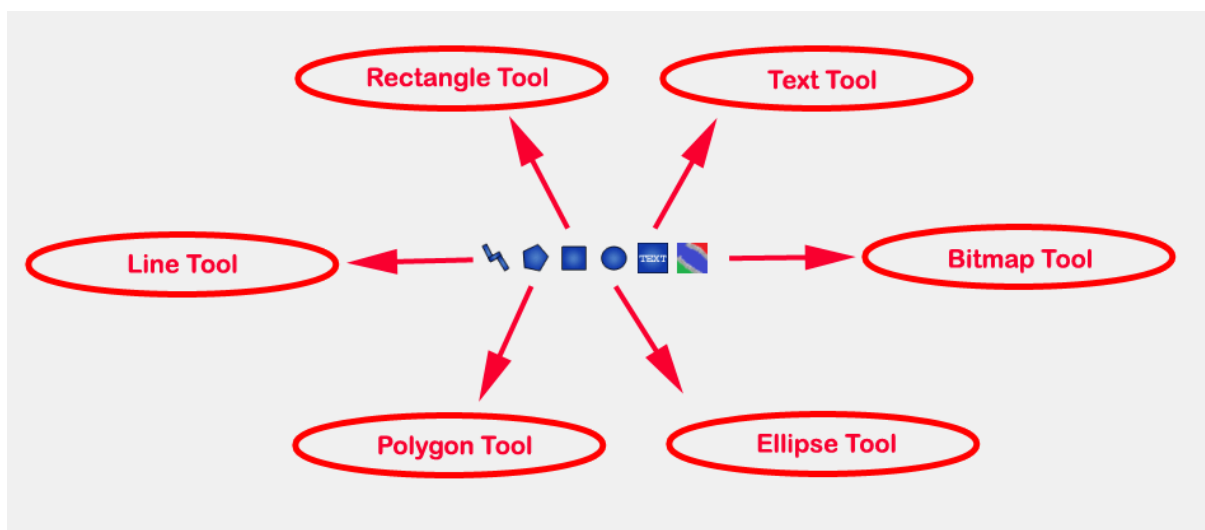 Rectangle Tool
Text Tool
Line Tool
TEXT
Bitmap Tool
Polygon Tool
Ellipse Tool